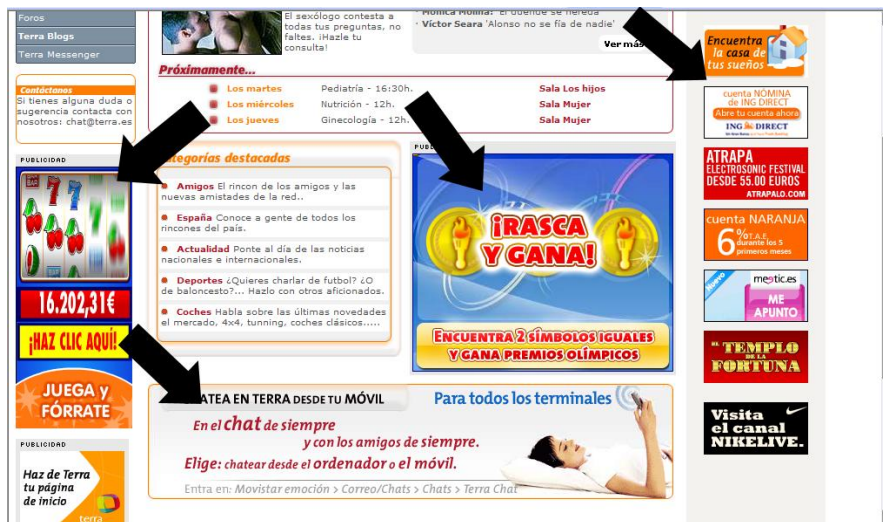 Foros
Terra Blogs
Terra Messenger
Contáctanos
Si tienes alguna duda o
sugerencia contacta con
nosotros: chat@terra.es
PUBLICIDAD
16.202,31€
¡HAZ CLIC AQUÍ!
JUEGA y
FÓRRATE
PUBLICIDAD
Haz de Terra
tu página
de inicio
terra
El sexólogo contesta a
todas tus preguntas, no
faltes. ¡Hazle tu
consulta!
Mónica Molina: 'El duende se hereda'
Víctor Seara 'Alonso no se fía de nadie'
Ver más
Próximamente...
Los martes Pediatría - 16:30h. Sala Los hijos
Los miércoles Nutrición - 12h. Sala Mujer
Los jueves Ginecología - 12h. Sala Mujer
categorías destacadas
Amigos El rincon de los amigos y las
nuevas amistades de la red..
España Conoce a gente de todos los
rincones del país.
Actualidad Ponte al día de las noticias
nacionales e internacionales.
Deportes ¿Quieres charlar de futbol? ¿O
de baloncesto?... Hazlo con otros aficionados.
Coches Habla sobre las últimas novedades
el mercado, 4x4, tunning, coches clásicos.....
¡RASCA
Y GANA!
ENCUENTRA 2 SÍMBOLOS IGUALES
Y GANA PREMIOS OLÍMPICOS
ATEA EN TERRA DESDE TU MÓVIL
Para todos los terminales
En el chat de siempre
y con los amigos de siempre.
Elige: chatear desde el ordenador o el móvil.
Entra en: Movistar emoción > Correo/Chats > Chats > Terra Chat
Encuentra
la casa de
tus sueños
cuenta NÓMINA
de ING DIRECT
Abre tu cuenta ahora
ING DIRECT
ATRAPA
ELECTROSONIC FESTIVAL
DESDE 55.00 EUROS
ATRAPALO.COM
cuenta NARANJA
6% T.A.E.
durante los 5
primeros meses
Nuevo
meetic.es
ME
APUNTO
EL TEMPLO
DE LA
FORTUNA
Visita
el canal
NIKELIVE.